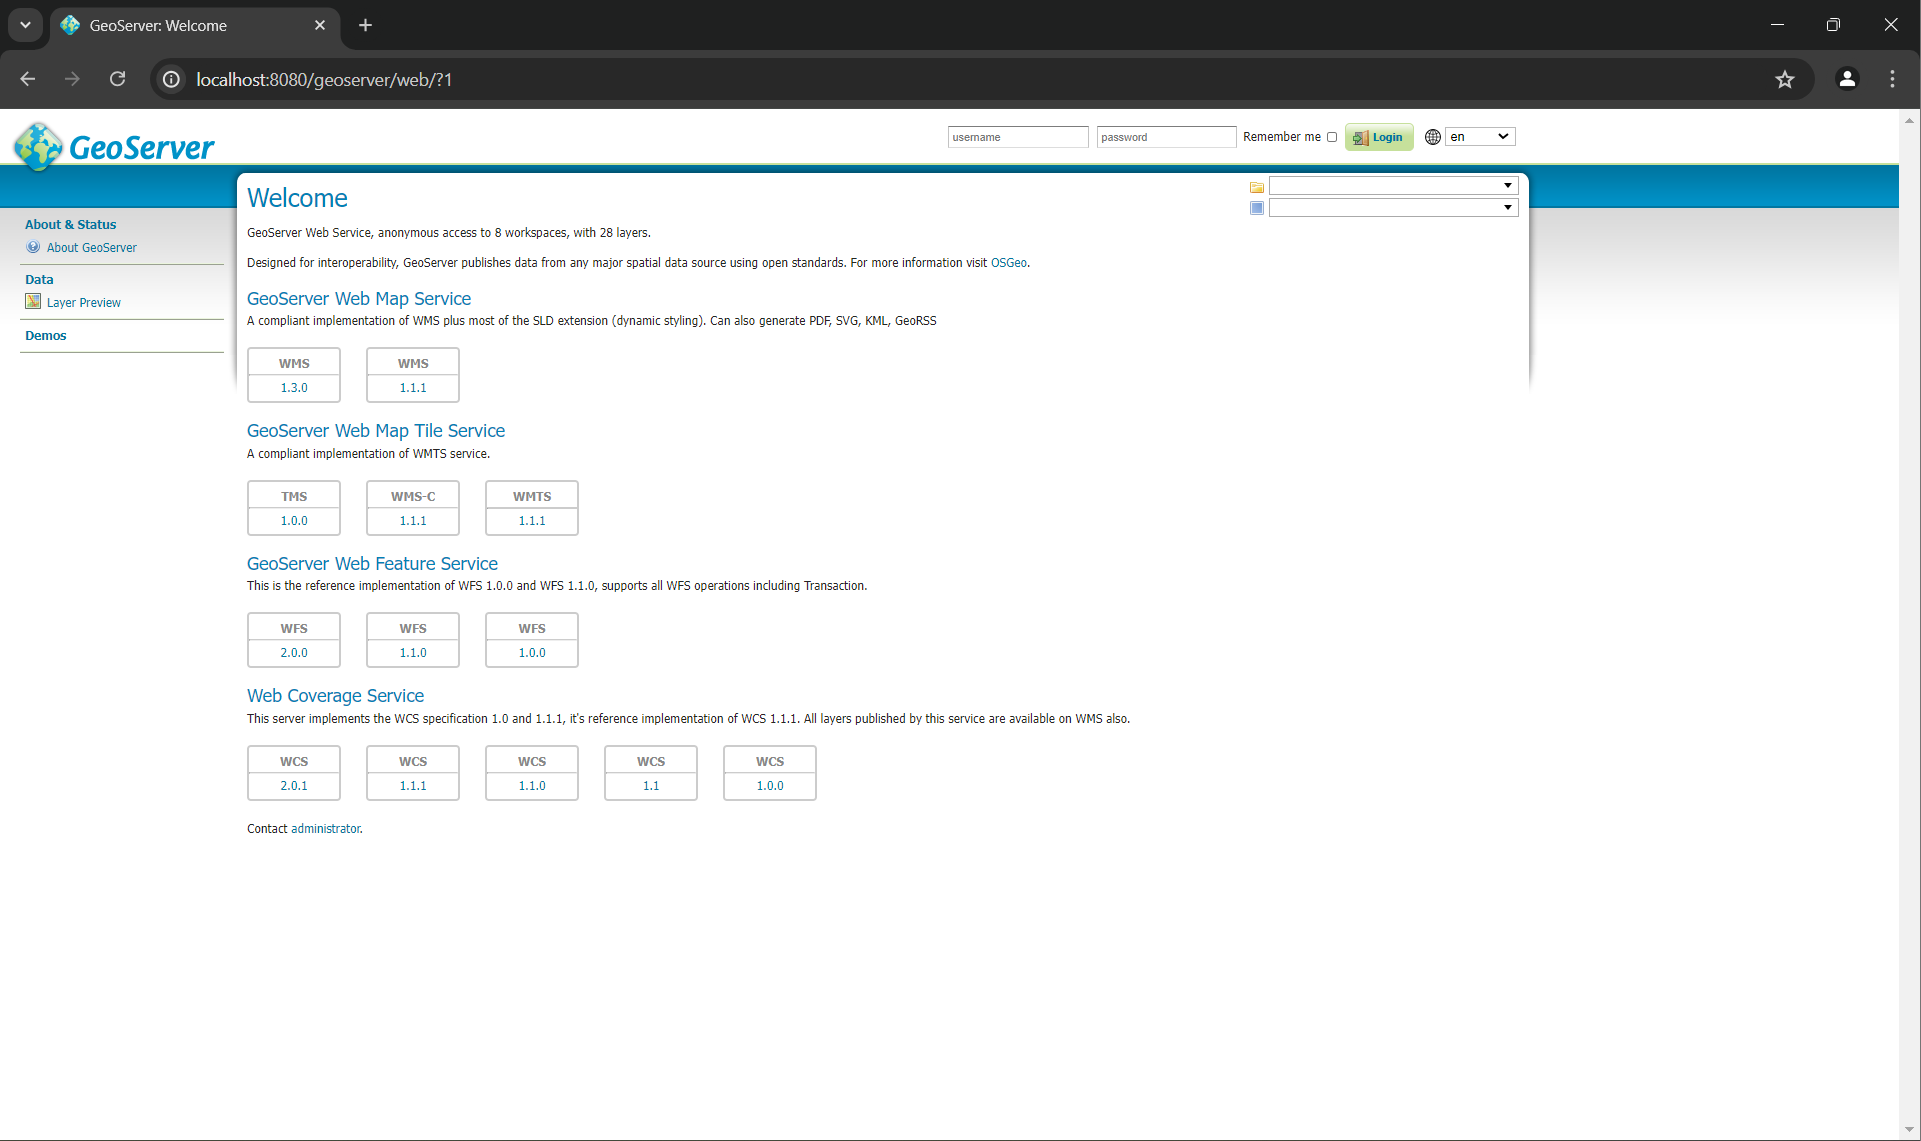 GeoServer: Welcome
localhost:8080/geoserver/web/?1
GeoServer
username
password
Remember me
Login
en
About & Status
About GeoServer
Data
Layer Preview
Demos
Welcome
GeoServer Web Service, anonymous access to 8 workspaces, with 28 layers.
Designed for interoperability, GeoServer publishes data from any major spatial data source using open standards. For more information visit OSGeo.
GeoServer Web Map Service
A compliant implementation of WMS plus most of the SLD extension (dynamic styling). Can also generate PDF, SVG, KML, GeoRSS
WMS WMS
1.3.0 1.1.1
GeoServer Web Map Tile Service
A compliant implementation of WMTS service.
TMS WMS-C WMTS
1.0.0 1.1.1 1.1.1
GeoServer Web Feature Service
This is the reference implementation of WFS 1.0.0 and WFS 1.1.0, supports all WFS operations including Transaction.
WFS WFS WFS
2.0.0 1.1.0 1.0.0
Web Coverage Service
This server implements the WCS specification 1.0 and 1.1.1, it's reference implementation of WCS 1.1.1. All layers published by this service are available on WMS also.
WCS WCS WCS WCS WCS
2.0.1 1.1.1 1.1.0 1.1 1.0.0
Contact administrator.